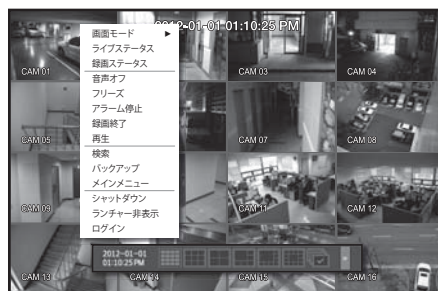 2012-01-01 01:10:25 PM
画面モード
ライブステータス
録画ステータス
音声オフ
フリーズ
アラーム停止
録画終了
再生
検索
バックアップ
メインメニュー
シャットダウン
ランチャー非表示
ログイン
CAM 01
CAM 03
CAM 04
CAM 05
CAM 07
CAM 08
CAM 09
CAM 11
CAM 12
2012-01-01
01:10:25 PM
CAM 13
CAM 14
CAM 15
CAM 16